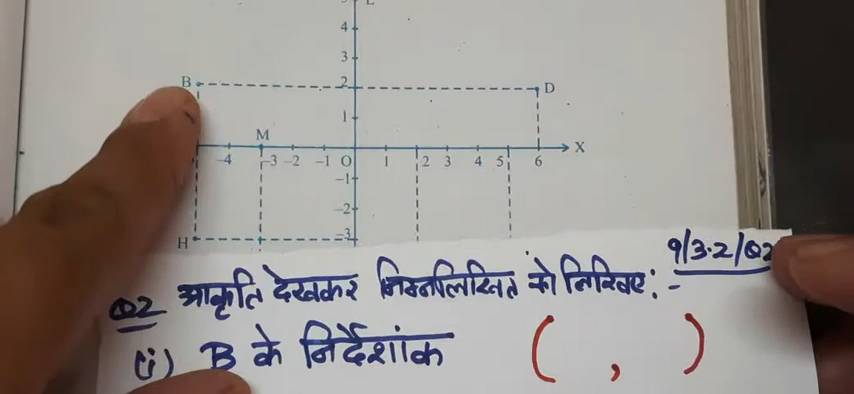 4
3
B 2 D
1
M
-4 -3 -2 -1 O 1 2 3 4 5 6 X
-1
-2
H -3
9/3.2/Q2
Q2 आकृति देखकर निम्नलिखित को लिखिए:-
(i) B के निर्देशांक ( , )